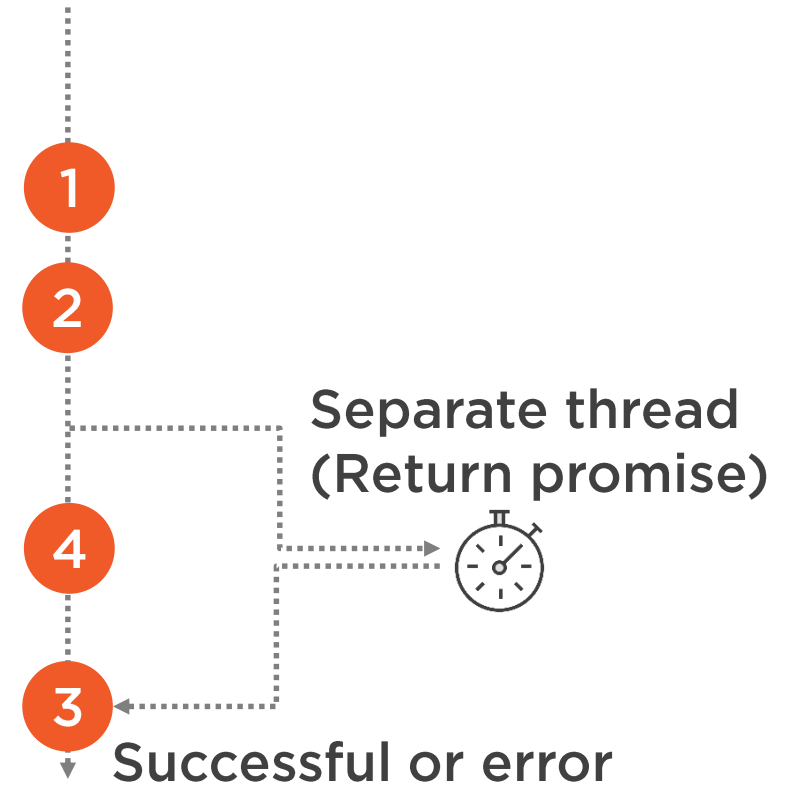 1
2
Separate thread
(Return promise)
4
3
Successful or error